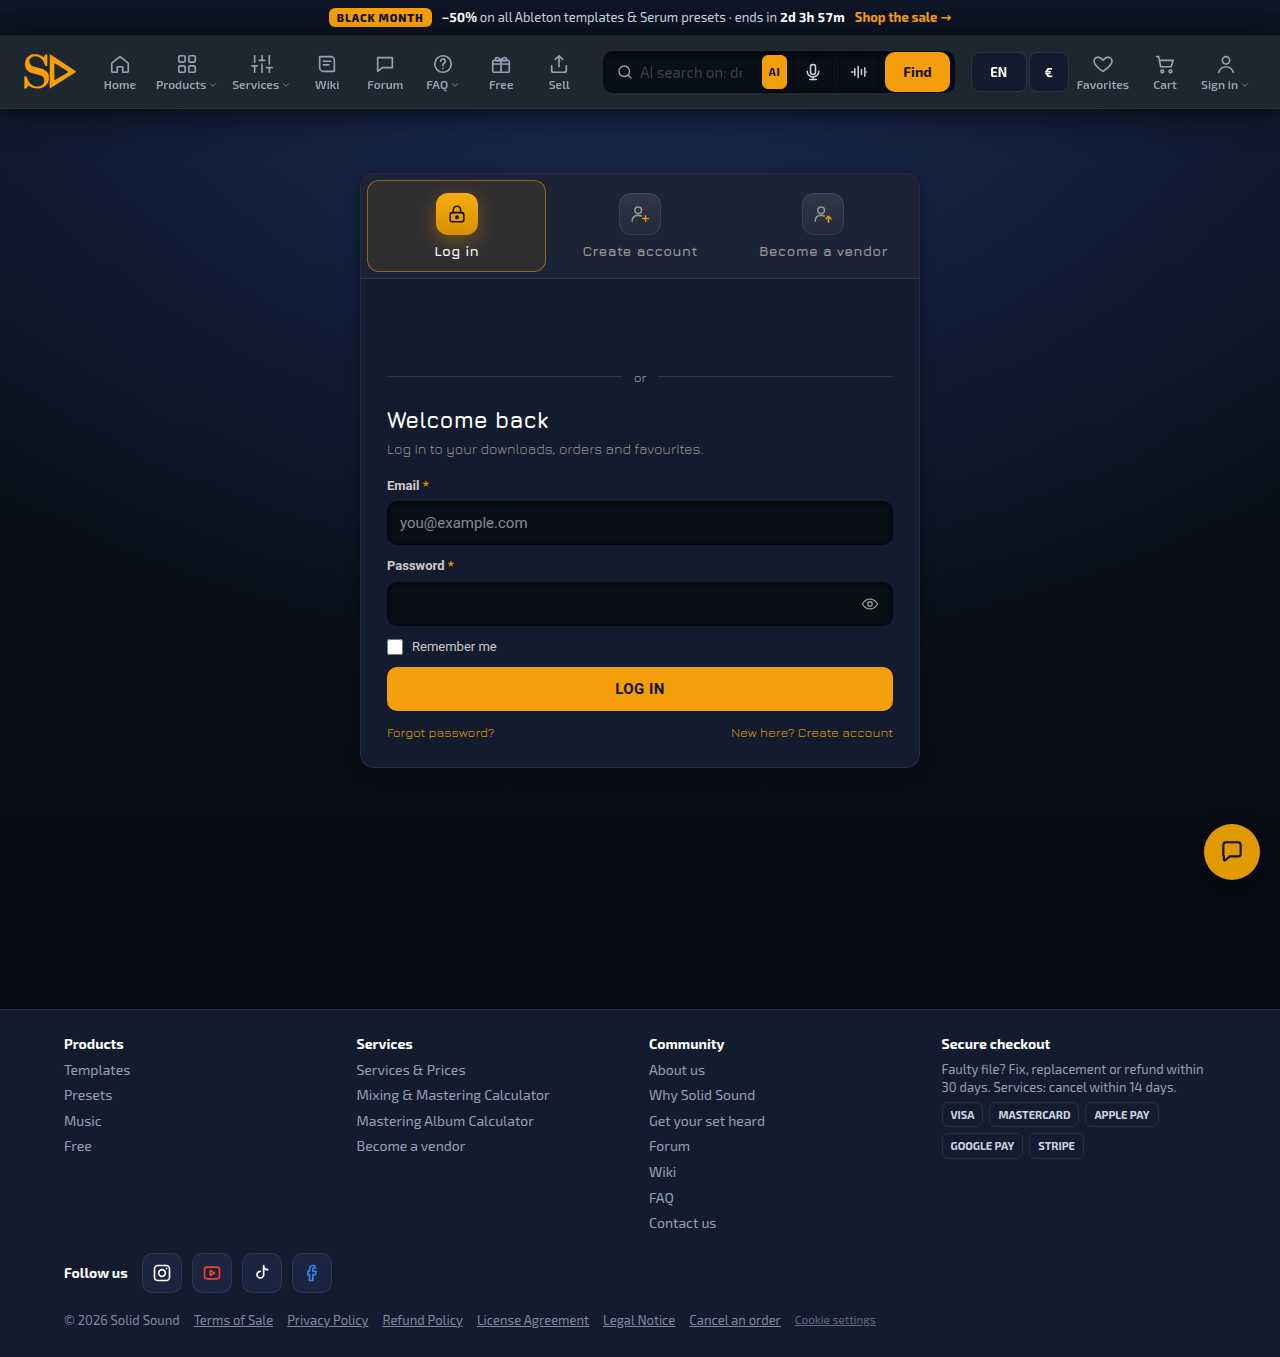 BLACK MONTH −50% on all Ableton templates & Serum presets · ends in 2d 3h 57m Shop the sale →
S
Home
Products
Services
Wiki
Forum
FAQ
Free
Sell
AI search on: dr
AI
Find
EN
€
Favorites
Cart
Sign in
Log in
Create account
Become a vendor
or
Welcome back
Log in to your downloads, orders and favourites.
Email *
you@example.com
Password *
Remember me
LOG IN
Forgot password?
New here? Create account
Products
Templates
Presets
Music
Free
Services
Services & Prices
Mixing & Mastering Calculator
Mastering Album Calculator
Become a vendor
Community
About us
Why Solid Sound
Get your set heard
Forum
Wiki
FAQ
Contact us
Secure checkout
Faulty file? Fix, replacement or refund within
30 days. Services: cancel within 14 days.
VISA MASTERCARD APPLE PAY
GOOGLE PAY STRIPE
Follow us
© 2026 Solid Sound Terms of Sale Privacy Policy Refund Policy License Agreement Legal Notice Cancel an order Cookie settings